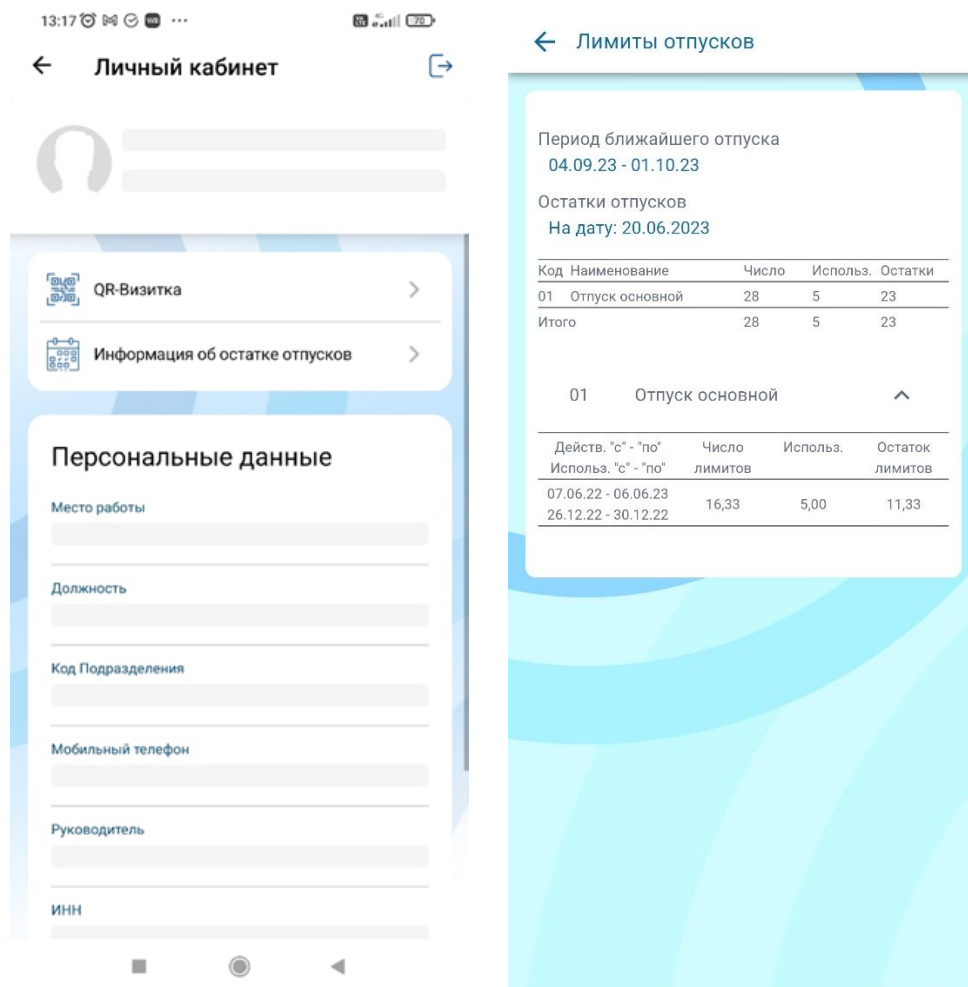 13:17
70
Личный кабинет
QR-Визитка
Информация об остатке отпусков
Персональные данные
Место работы
Должность
Код Подразделения
Мобильный телефон
Руководитель
ИНН
Лимиты отпусков
Период ближайшего отпуска
04.09.23 - 01.10.23
Остатки отпусков
На дату: 20.06.2023
Код Наименование Число Использ. Остатки
01 Отпуск основной 28 5 23
Итого 28 5 23
01 Отпуск основной
Действ. "с" - "по" Число Использ. Остаток
Использ. "с" - "по" лимитов лимитов
07.06.22 - 06.06.23 16,33 5,00 11,33
26.12.22 - 30.12.22